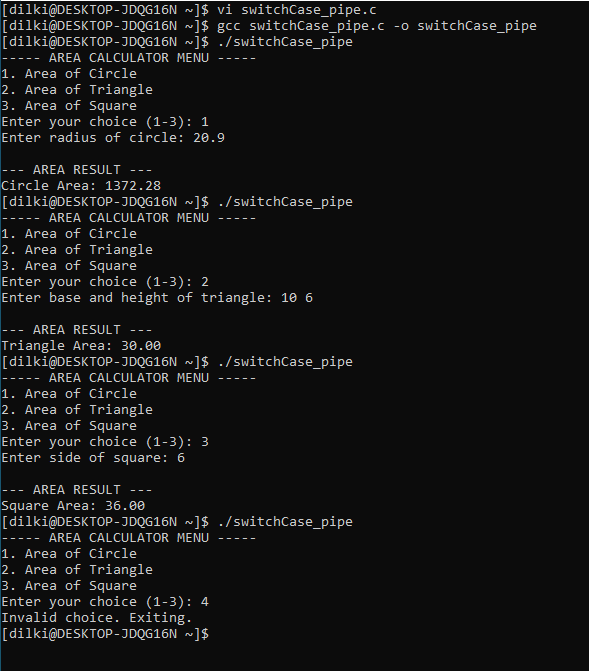 [dilki@DESKTOP-JDQG16N ~]$ vi switchCase_pipe.c
[dilki@DESKTOP-JDQG16N ~]$ gcc switchCase_pipe.c -o switchCase_pipe
[dilki@DESKTOP-JDQG16N ~]$ ./switchCase_pipe
----- AREA CALCULATOR MENU -----
1. Area of Circle
2. Area of Triangle
3. Area of Square
Enter your choice (1-3): 1
Enter radius of circle: 20.9

--- AREA RESULT ---
Circle Area: 1372.28
[dilki@DESKTOP-JDQG16N ~]$ ./switchCase_pipe
----- AREA CALCULATOR MENU -----
1. Area of Circle
2. Area of Triangle
3. Area of Square
Enter your choice (1-3): 2
Enter base and height of triangle: 10 6

--- AREA RESULT ---
Triangle Area: 30.00
[dilki@DESKTOP-JDQG16N ~]$ ./switchCase_pipe
----- AREA CALCULATOR MENU -----
1. Area of Circle
2. Area of Triangle
3. Area of Square
Enter your choice (1-3): 3
Enter side of square: 6

--- AREA RESULT ---
Square Area: 36.00
[dilki@DESKTOP-JDQG16N ~]$ ./switchCase_pipe
----- AREA CALCULATOR MENU -----
1. Area of Circle
2. Area of Triangle
3. Area of Square
Enter your choice (1-3): 4
Invalid choice. Exiting.
[dilki@DESKTOP-JDQG16N ~]$